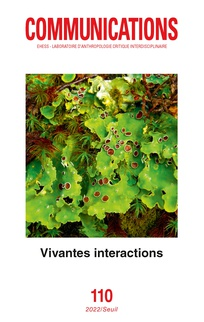 COMMUNICATIONS
EHESS - LABORATOIRE D'ANTHROPOLOGIE CRITIQUE INTERDISCIPLINAIRE
Vivantes interactions
110
2022/Seuil